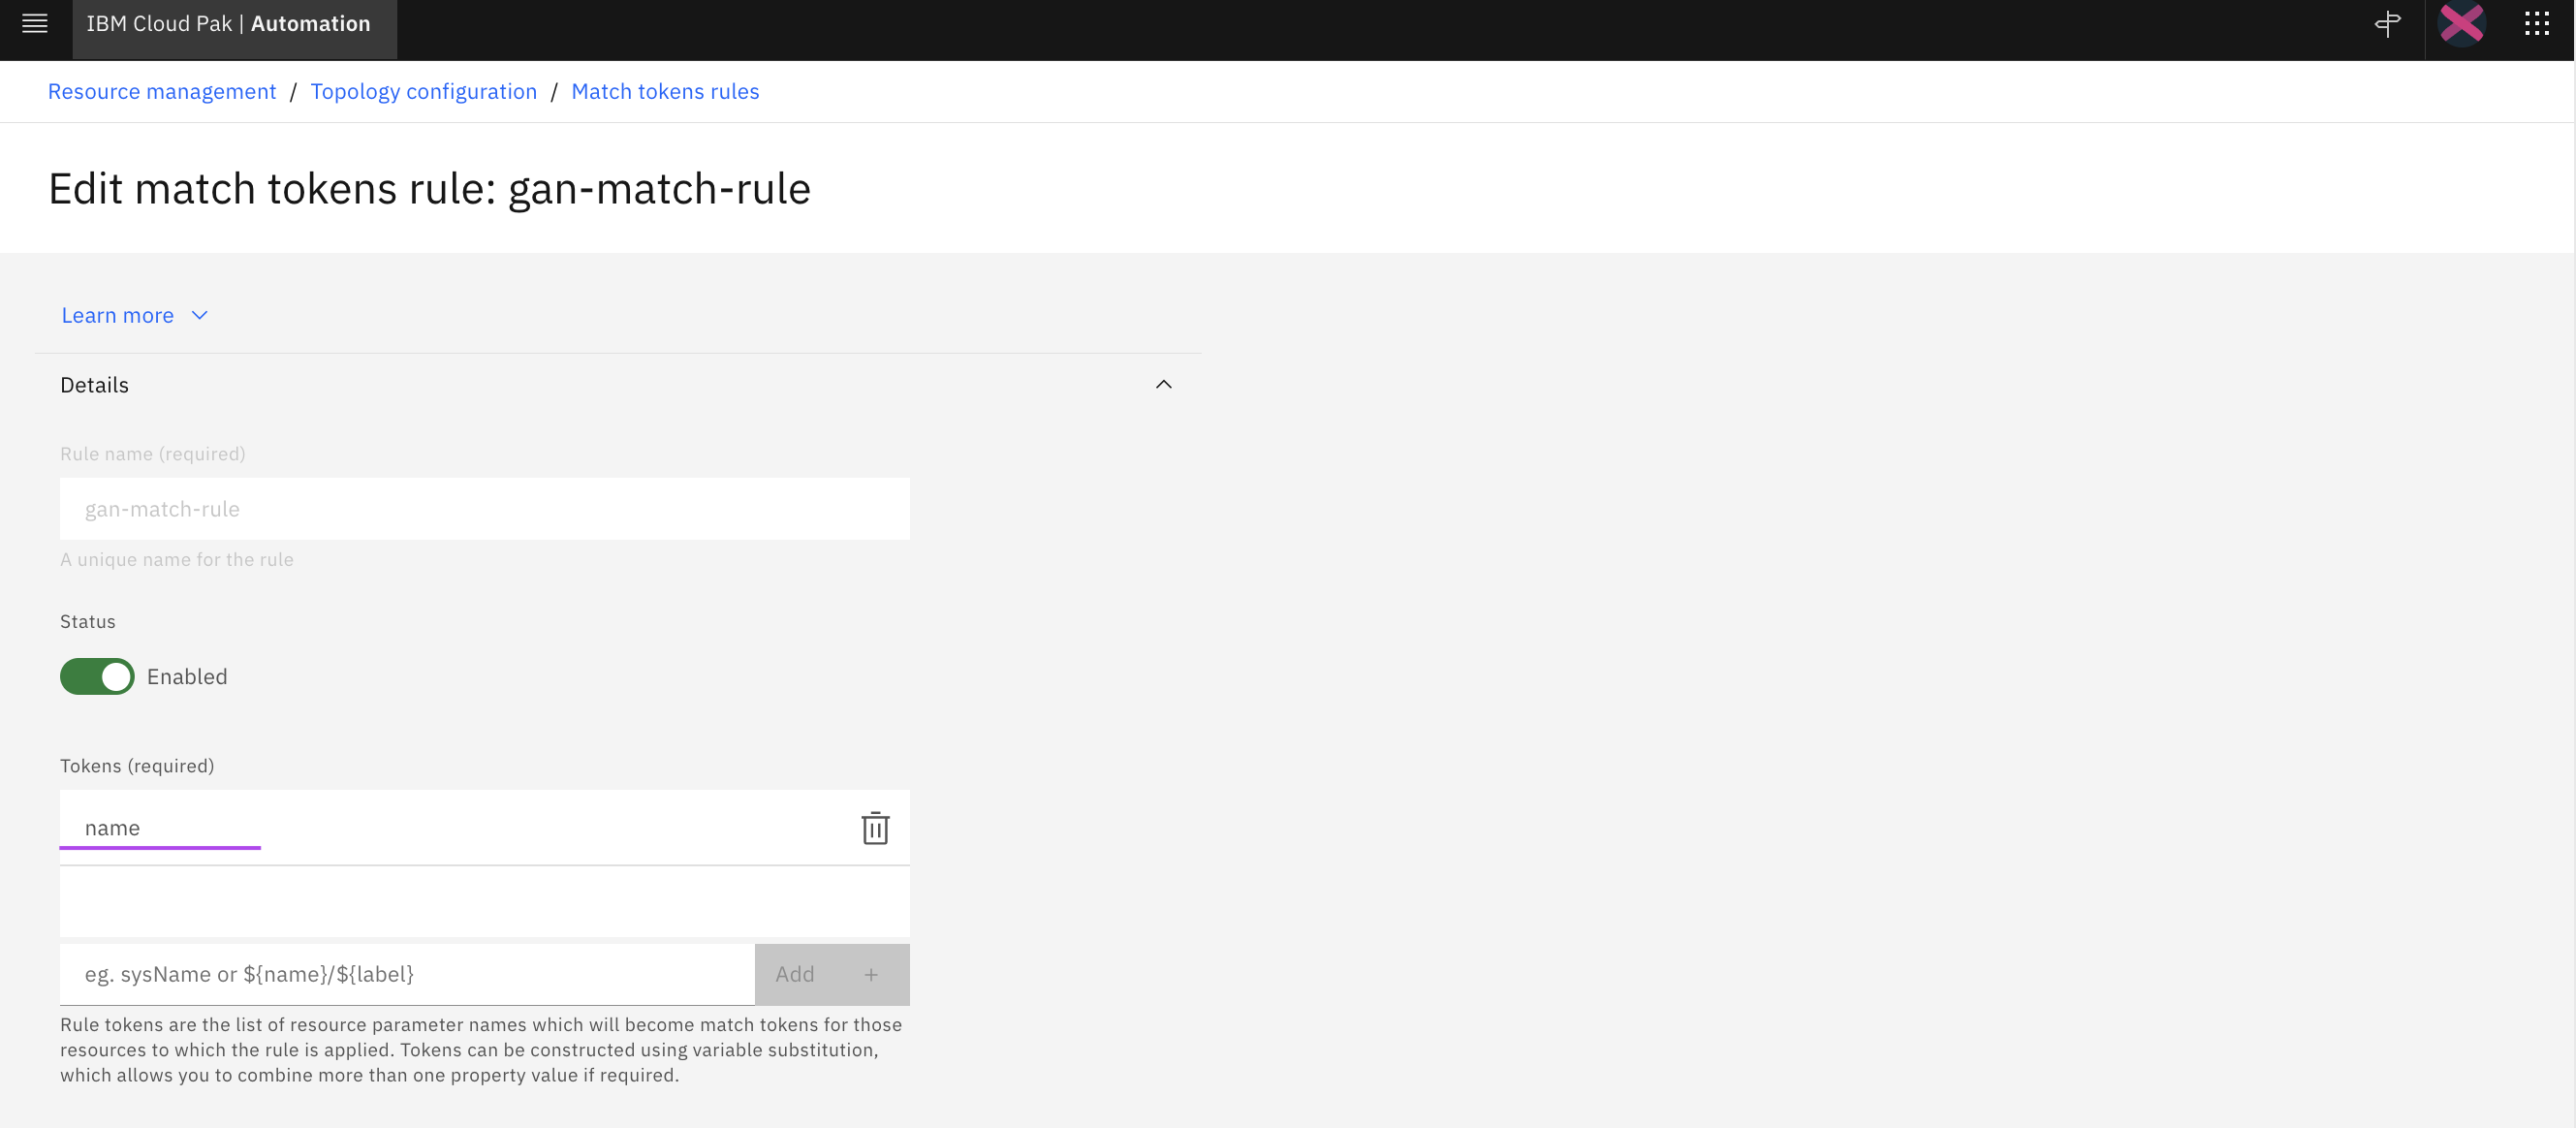 IBM Cloud Pak | Automation
Resource management / Topology configuration / Match tokens rules
Edit match tokens rule: gan-match-rule
Learn more
Details
Rule name (required)
gan-match-rule
A unique name for the rule
Status
Enabled
Tokens (required)
name
eg. sysName or ${name}/${label}
Add +
Rule tokens are the list of resource parameter names which will become match tokens for those
resources to which the rule is applied. Tokens can be constructed using variable substitution,
which allows you to combine more than one property value if required.